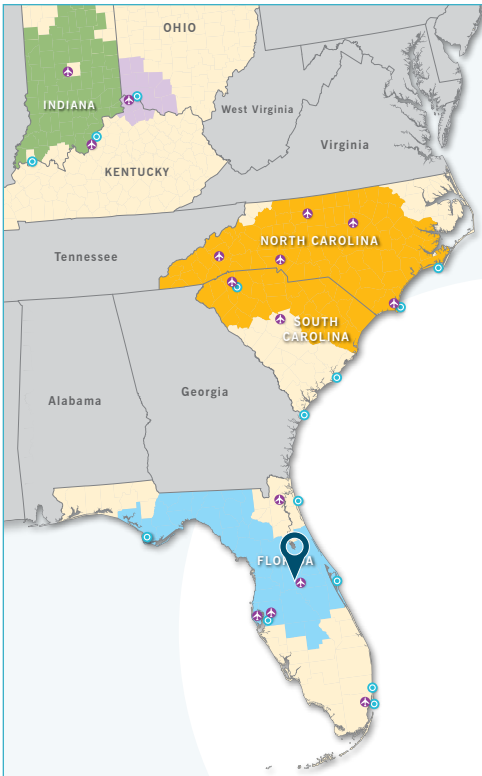 OHIO
INDIANA
West Virginia
Virginia
KENTUCKY
NORTH CAROLINA
Tennessee
SOUTH
CAROLINA
Georgia
Alabama
FLORIDA